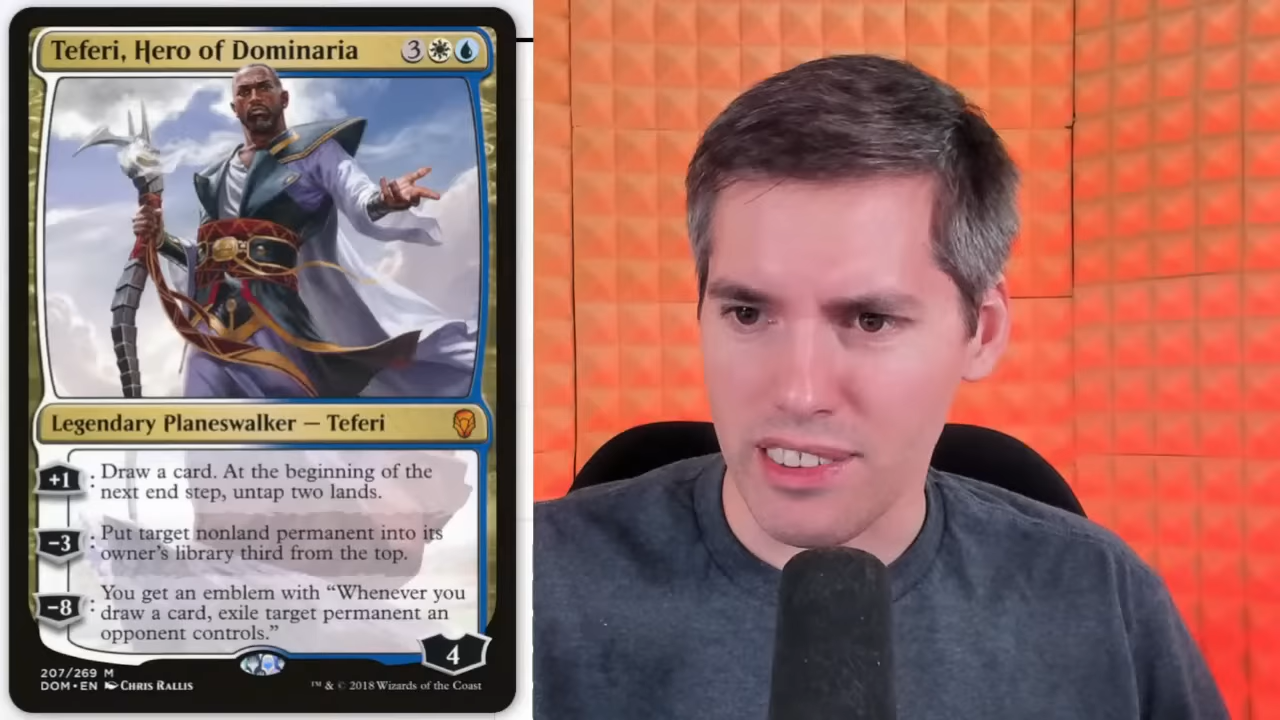 Teferi, Hero of Dominaria 3
Legendary Planeswalker — Teferi
+1 : Draw a card. At the beginning of the
next end step, untap two lands.
−3 : Put target nonland permanent into its
owner's library third from the top.
−8 : You get an emblem with “Whenever you
draw a card, exile target permanent an
opponent controls.”
4
207/269 M
DOM • EN Chris Rallis
™ & © 2018 Wizards of the Coast